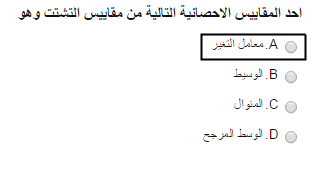 احد المقاييس الاحصائية التالية من مقاييس التشتت وهو
A. معامل التغير
B. الوسيط
C. المنوال
D. الوسط المرجح